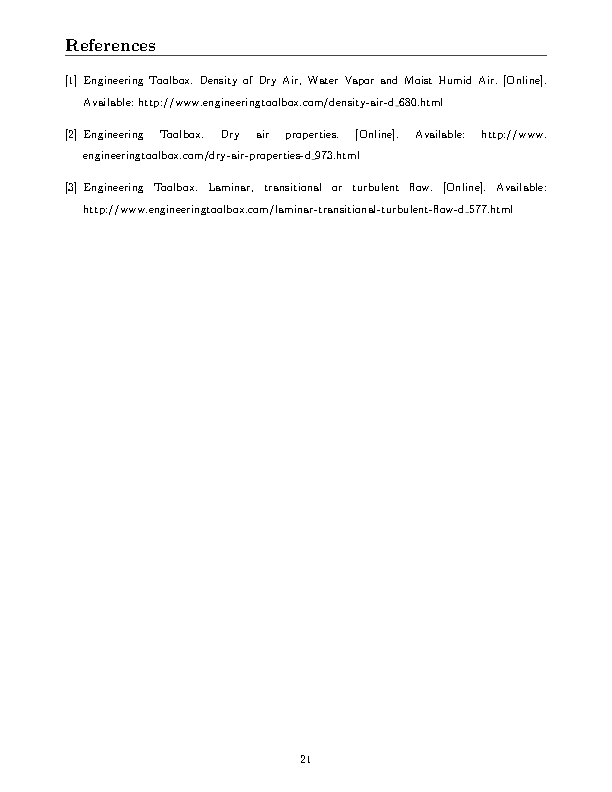 References
[1] Engineering Toolbox. Density of Dry Air, Water Vapor and Moist Humid Air. [Online].
Available: http://www.engineeringtoolbox.com/density-air-d_680.html
[2] Engineering Toolbox. Dry air properties. [Online]. Available: http://www.
engineeringtoolbox.com/dry-air-properties-d_973.html
[3] Engineering Toolbox. Laminar, transitional or turbulent flow. [Online]. Available:
http://www.engineeringtoolbox.com/laminar-transitional-turbulent-flow-d_577.html
21